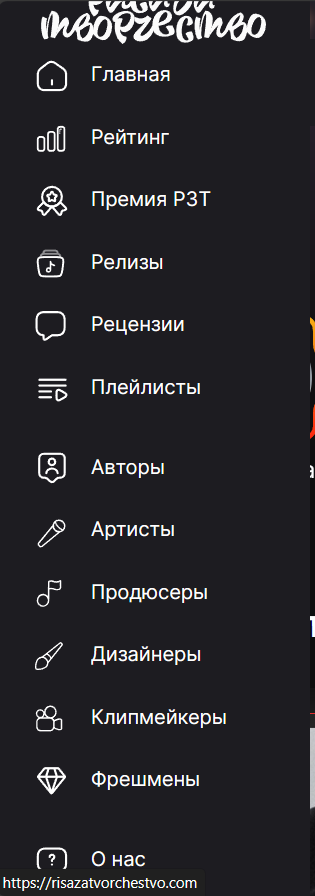 творчество
Главная
Рейтинг
Премия РЗТ
Релизы
Рецензии
Плейлисты
Авторы
Артисты
Продюсеры
Дизайнеры
Клипмейкеры
Фрешмены
О нас
https://risazatvorchestvo.com